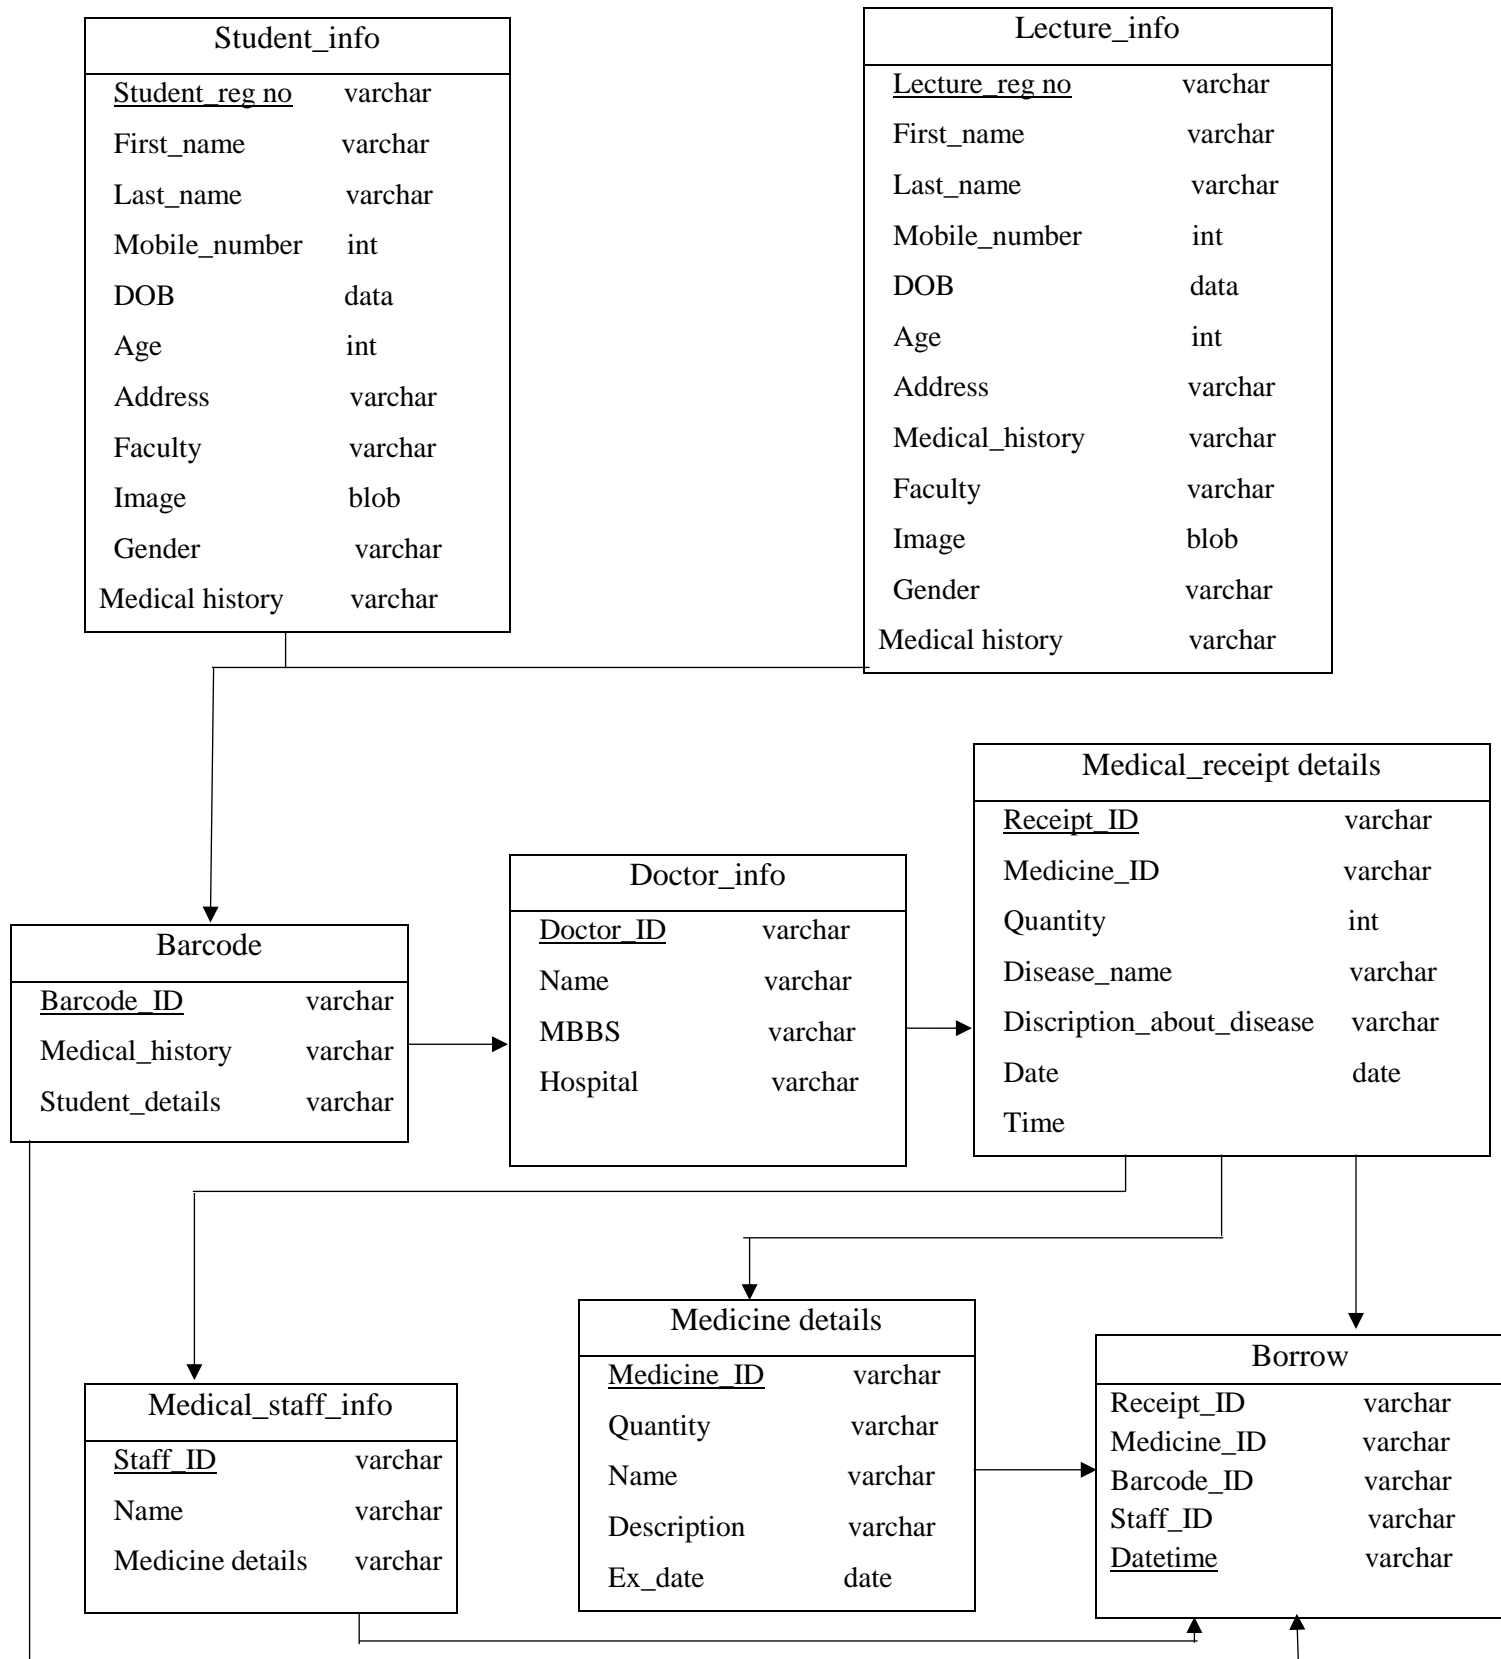 Student_info
Student_reg no varchar
First_name varchar
Last_name varchar
Mobile_number int
DOB data
Age int
Address varchar
Faculty varchar
Image blob
Gender varchar
Medical history varchar
Lecture_info
Lecture_reg no varchar
First_name varchar
Last_name varchar
Mobile_number int
DOB data
Age int
Address varchar
Medical_history varchar
Faculty varchar
Image blob
Gender varchar
Medical history varchar
Barcode
Barcode_ID varchar
Medical_history varchar
Student_details varchar
Doctor_info
Doctor_ID varchar
Name varchar
MBBS varchar
Hospital varchar
Medical_receipt details
Receipt_ID varchar
Medicine_ID varchar
Quantity int
Disease_name varchar
Discription_about_disease varchar
Date date
Time
Medical_staff_info
Staff_ID varchar
Name varchar
Medicine details varchar
Medicine details
Medicine_ID varchar
Quantity varchar
Name varchar
Description varchar
Ex_date date
Borrow
Receipt_ID varchar
Medicine_ID varchar
Barcode_ID varchar
Staff_ID varchar
Datetime varchar